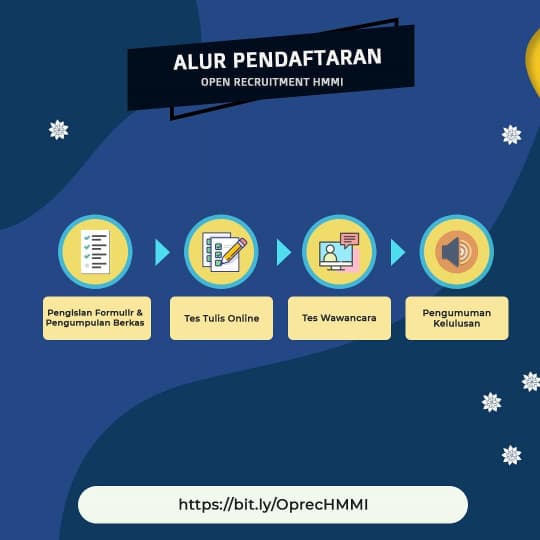 ALUR PENDAFTARAN
OPEN RECRUITMENT HMMI
Pengisian Formulir &
Pengumpulan Berkas
Tes Tulis Online
Tes Wawancara
Pengumuman
Kelulusan
https://bit.ly/OprecHMMI